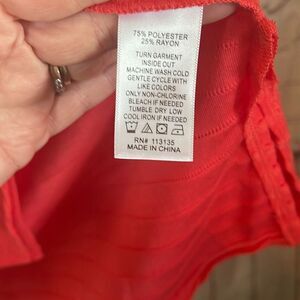 75% POLYESTER
25% RAYON
TURN GARMENT
INSIDE OUT
MACHINE WASH COLD
GENTLE CYCLE WITH
LIKE COLORS
ONLY NON-CHLORINE
BLEACH IF NEEDED
TUMBLE DRY LOW
COOL IRON IF NEEDED
RN# 113135
MADE IN CHINA